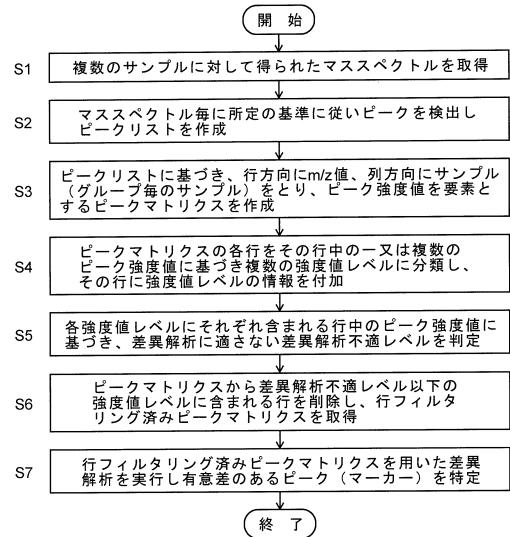 開 始
S1
複数のサンプルに対して得られたマススペクトルを取得
S2
マススペクトル毎に所定の基準に従いピークを検出し
ピークリストを作成
S3
ピークリストに基づき、行方向にm/z値、列方向にサンプル
（グループ毎のサンプル）をとり、ピーク強度値を要素と
するピークマトリクスを作成
S4
ピークマトリクスの各行をその行中の一又は複数の
ピーク強度値に基づき複数の強度値レベルに分類し、
その行に強度値レベルの情報を付加
S5
各強度値レベルにそれぞれ含まれる行中のピーク強度値に
基づき、差異解析に適さない差異解析不適レベルを判定
S6
ピークマトリクスから差異解析不適レベル以下の
強度値レベルに含まれる行を削除し、行フィルタ
リング済みピークマトリクスを取得
S7
行フィルタリング済みピークマトリクスを用いた差異
解析を実行し有意差のあるピーク（マーカー）を特定
終 了